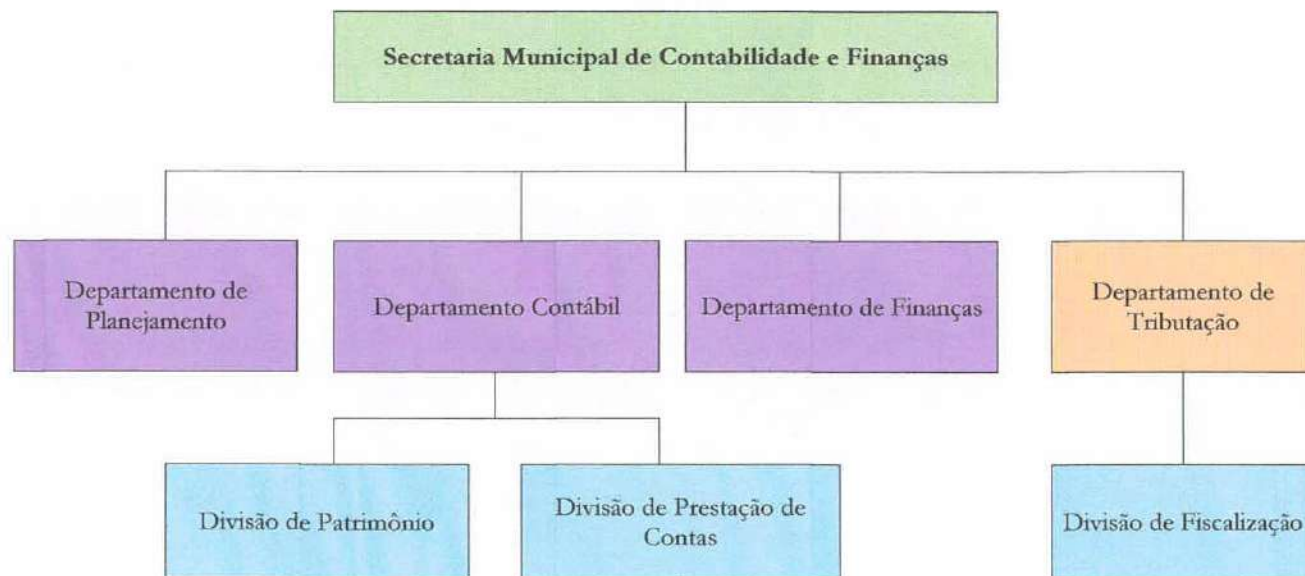 Secretaria Municipal de Contabilidade e Finanças
Departamento de
Planejamento
Departamento Contábil
Departamento de Finanças
Departamento de
Tributação
Divisão de Patrimônio
Divisão de Prestação de
Contas
Divisão de Fiscalização